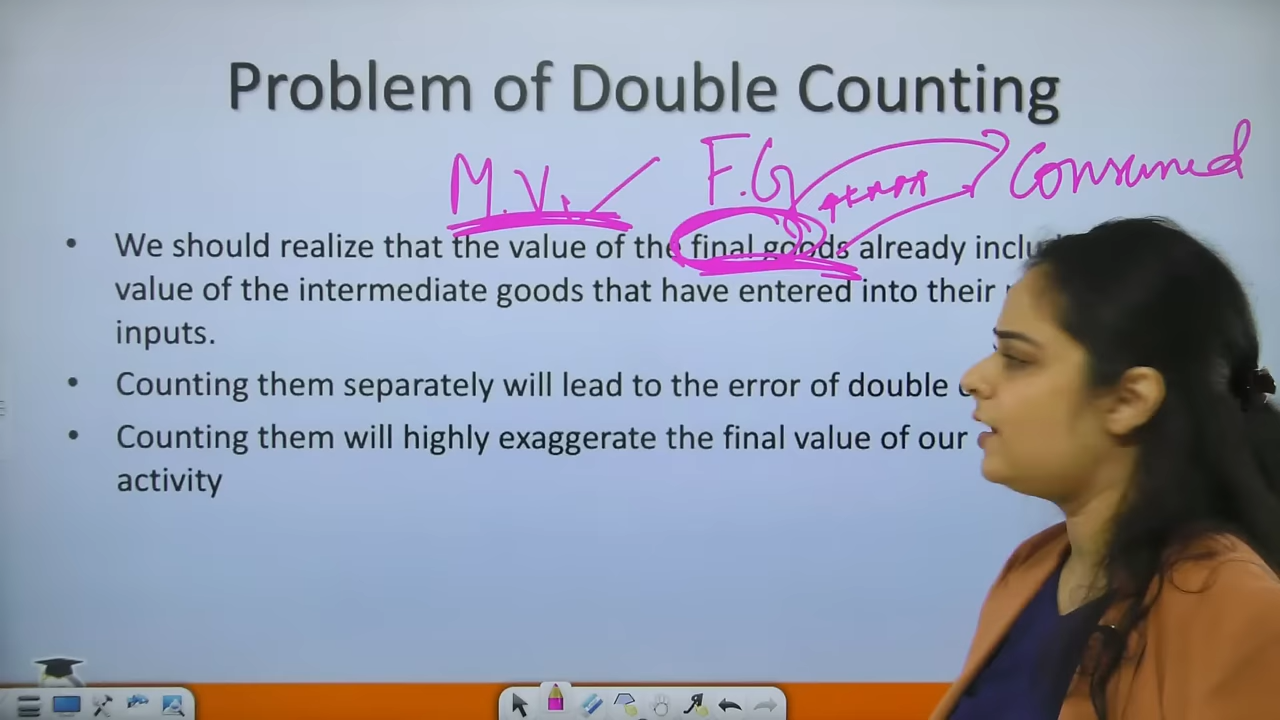 Problem of Double Counting
M.V. F.G Consumed
• We should realize that the value of the final goods already
value of the intermediate goods that have entered into their
inputs.
• Counting them separately will lead to the error of double
• Counting them will highly exaggerate the final value of our
activity